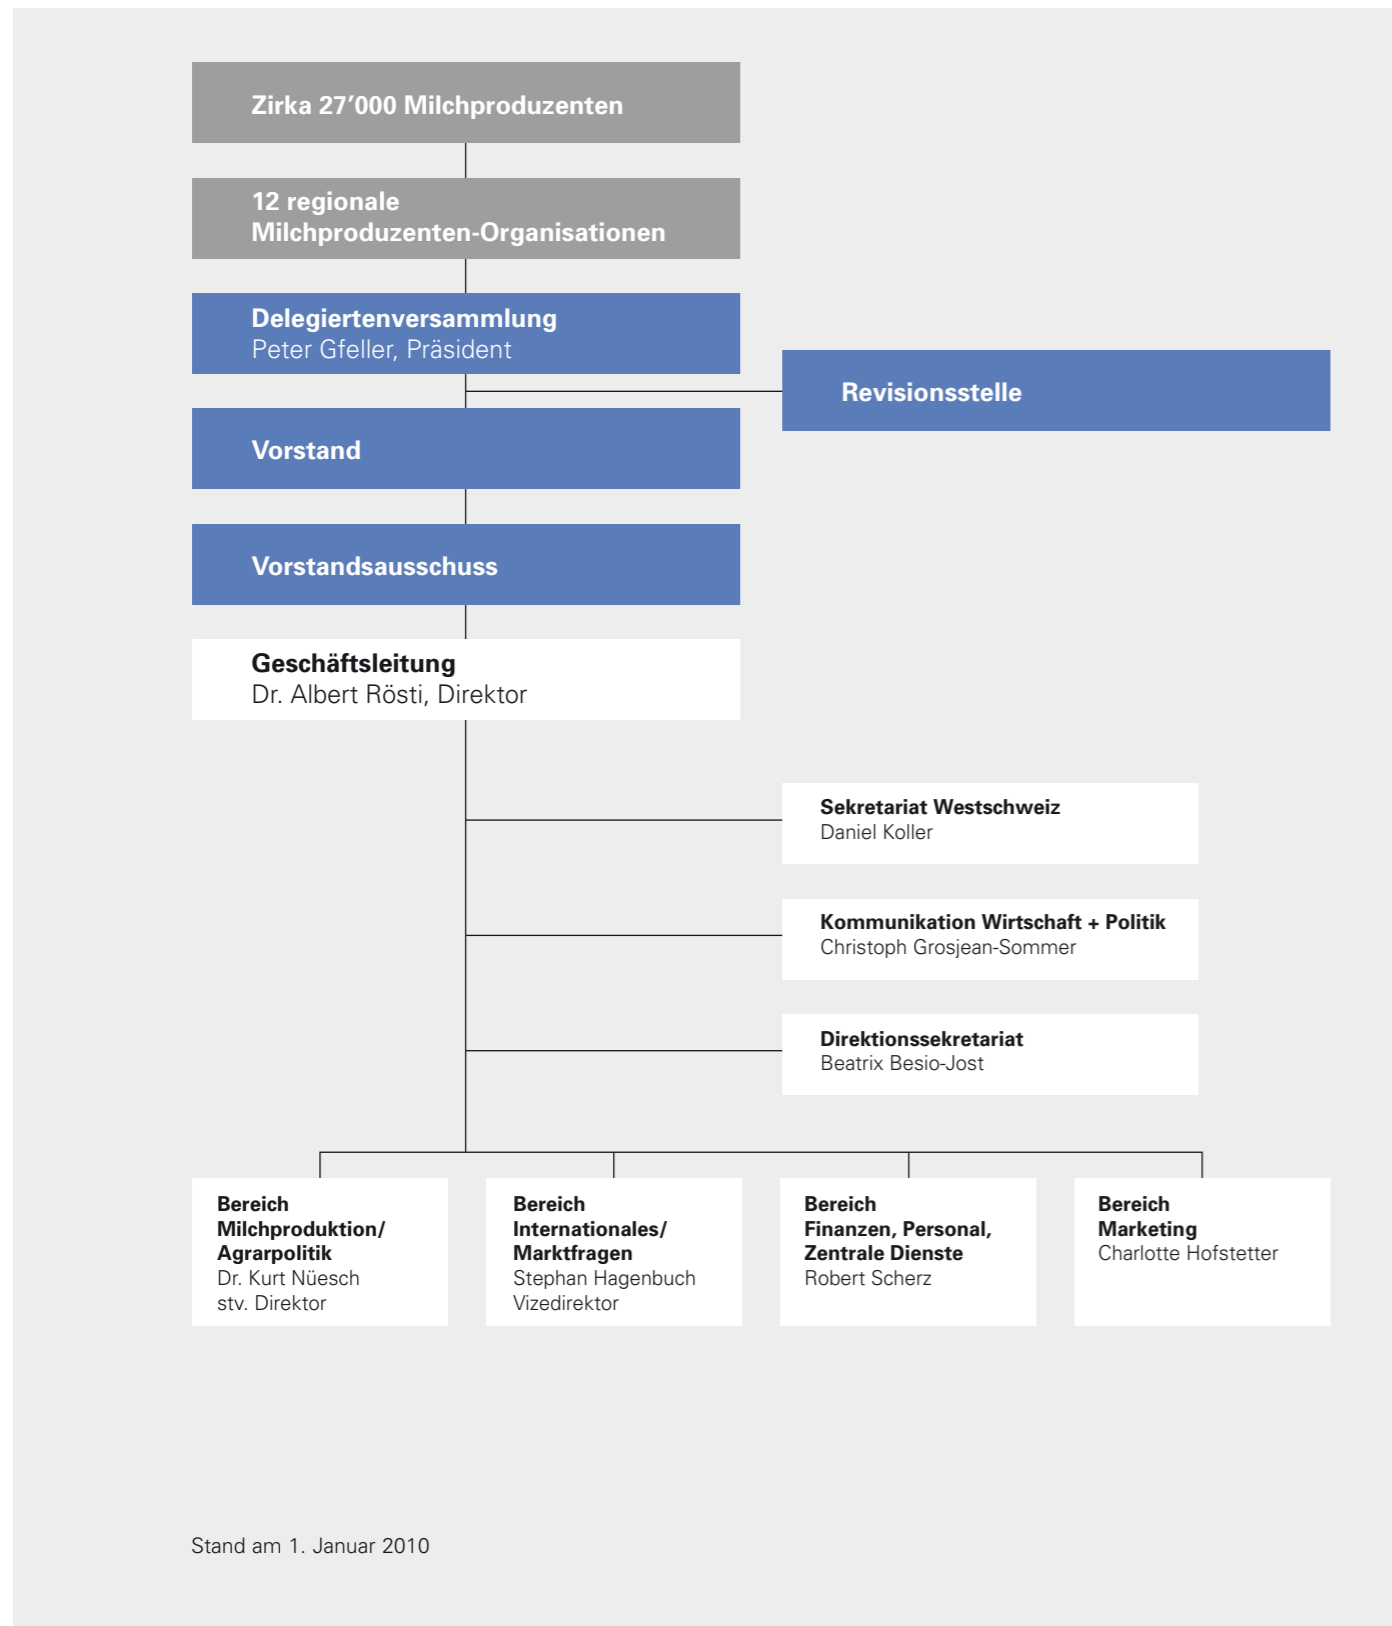 Zirka 27’000 Milchproduzenten
12 regionale
Milchproduzenten-Organisationen
Delegiertenversammlung
Peter Gfeller, Präsident
Revisionsstelle
Vorstand
Vorstandsausschuss
Geschäftsleitung
Dr. Albert Rösti, Direktor
Sekretariat Westschweiz
Daniel Koller
Kommunikation Wirtschaft + Politik
Christoph Grosjean-Sommer
Direktionssekretariat
Beatrix Besio-Jost
Bereich
Milchproduktion/
Agrarpolitik
Dr. Kurt Nüesch
stv. Direktor
Bereich
Internationales/
Marktfragen
Stephan Hagenbuch
Vizedirektor
Bereich
Finanzen, Personal,
Zentrale Dienste
Robert Scherz
Bereich
Marketing
Charlotte Hofstetter
Stand am 1. Januar 2010